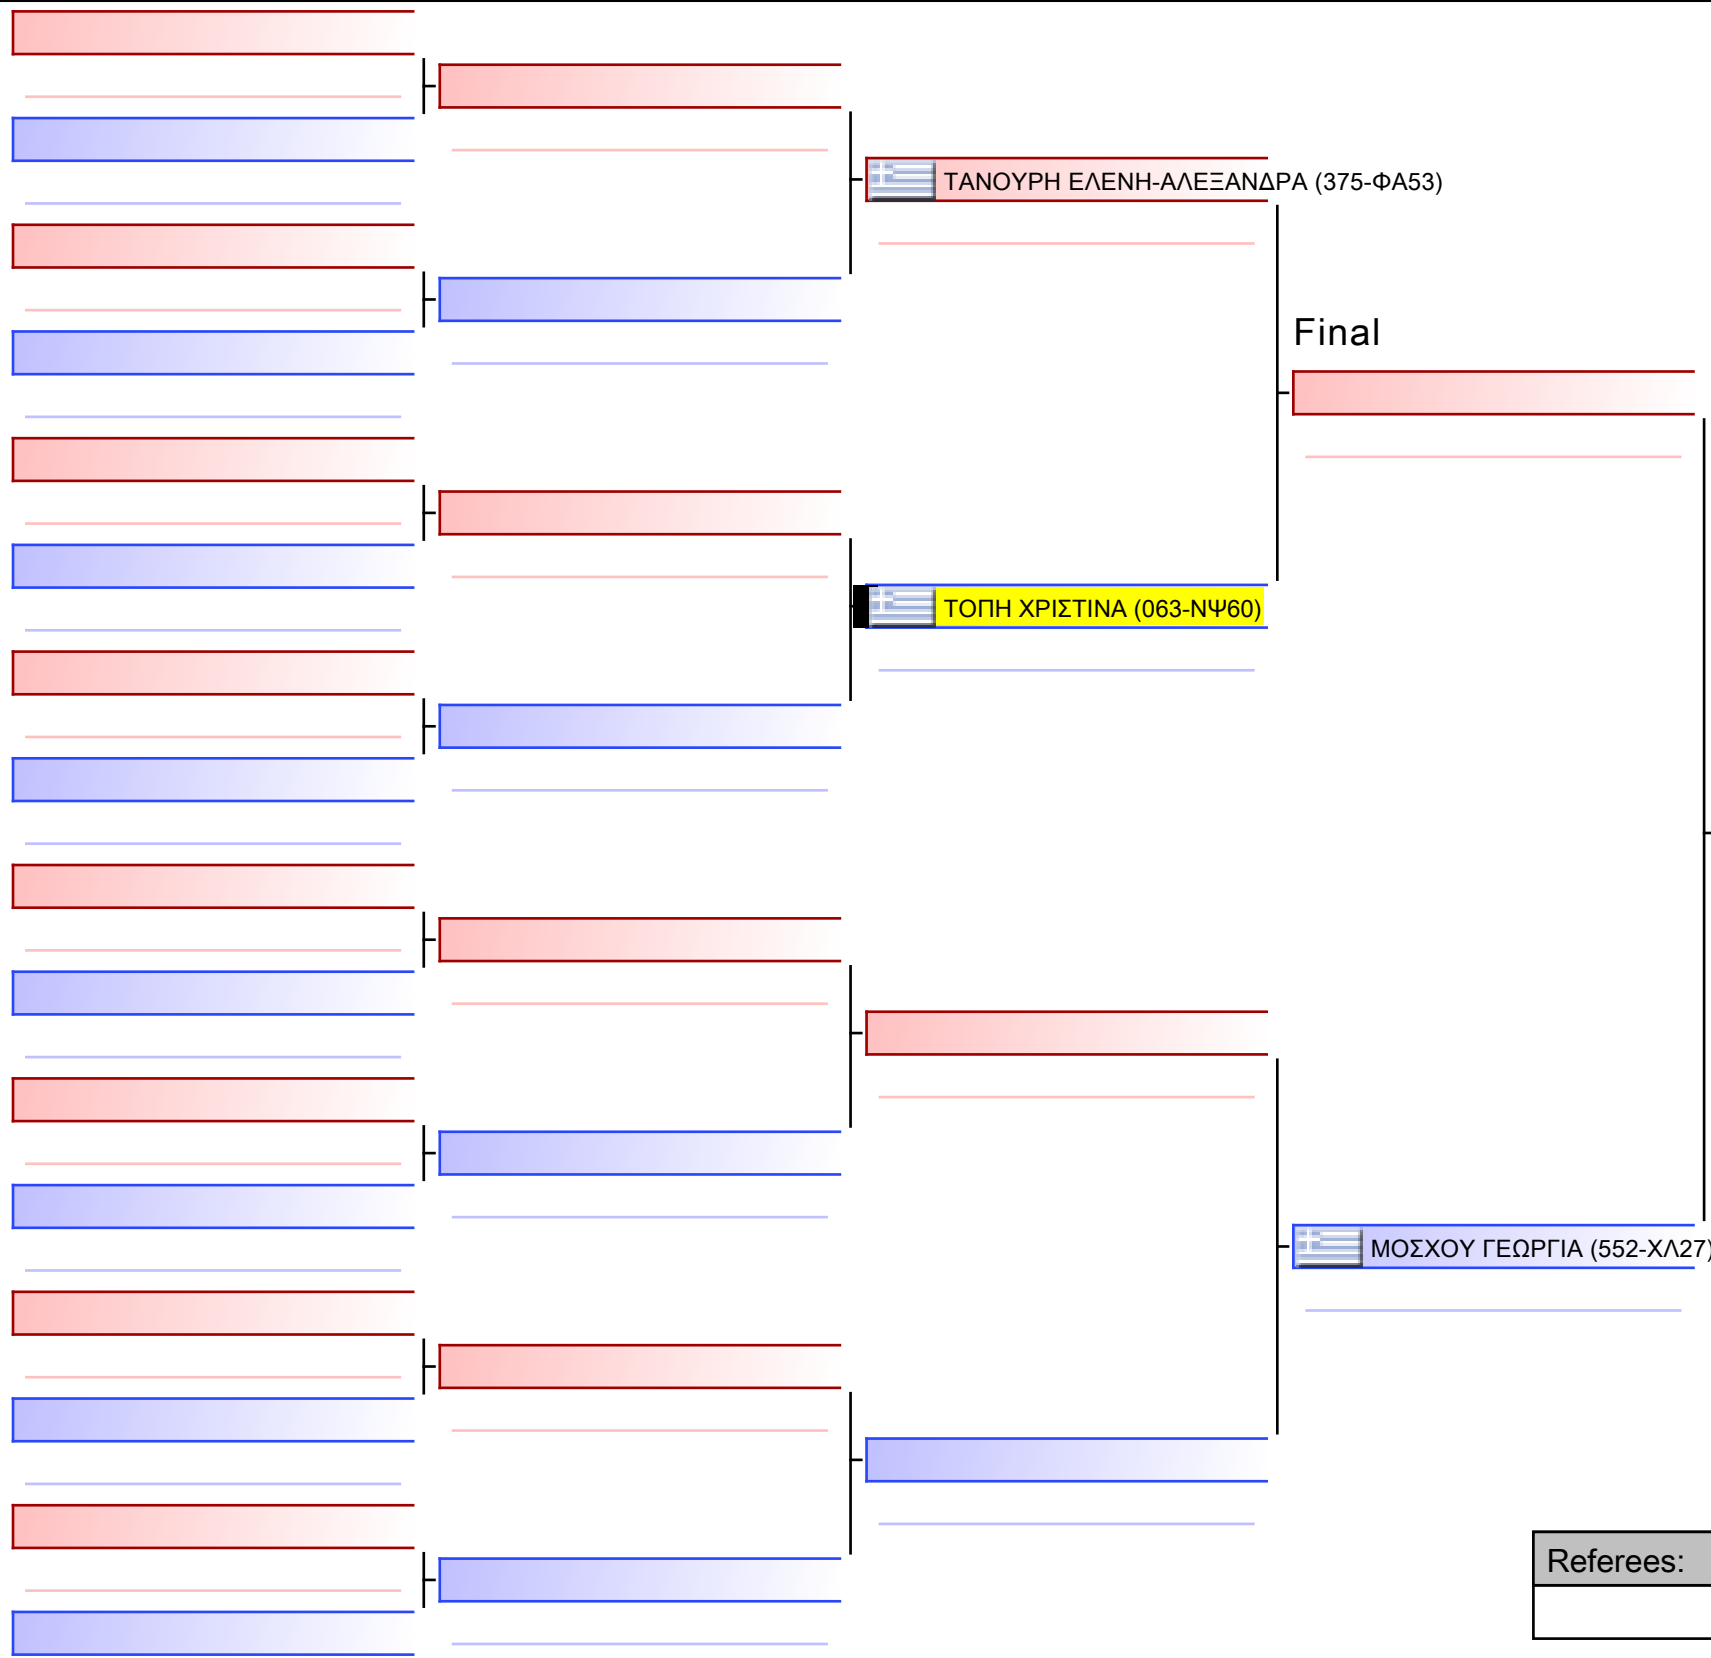 ΤΑΝΟΥΡΗ ΕΛΕΝΗ-ΑΛΕΞΑΝΔΡΑ (375-ΦΑ53)
Final
ΤΟΠΗ ΧΡΙΣΤΙΝΑ (063-ΝΨ60)
ΜΟΣΧΟΥ ΓΕΩΡΓΙΑ (552-ΧΛ27)
Referees: